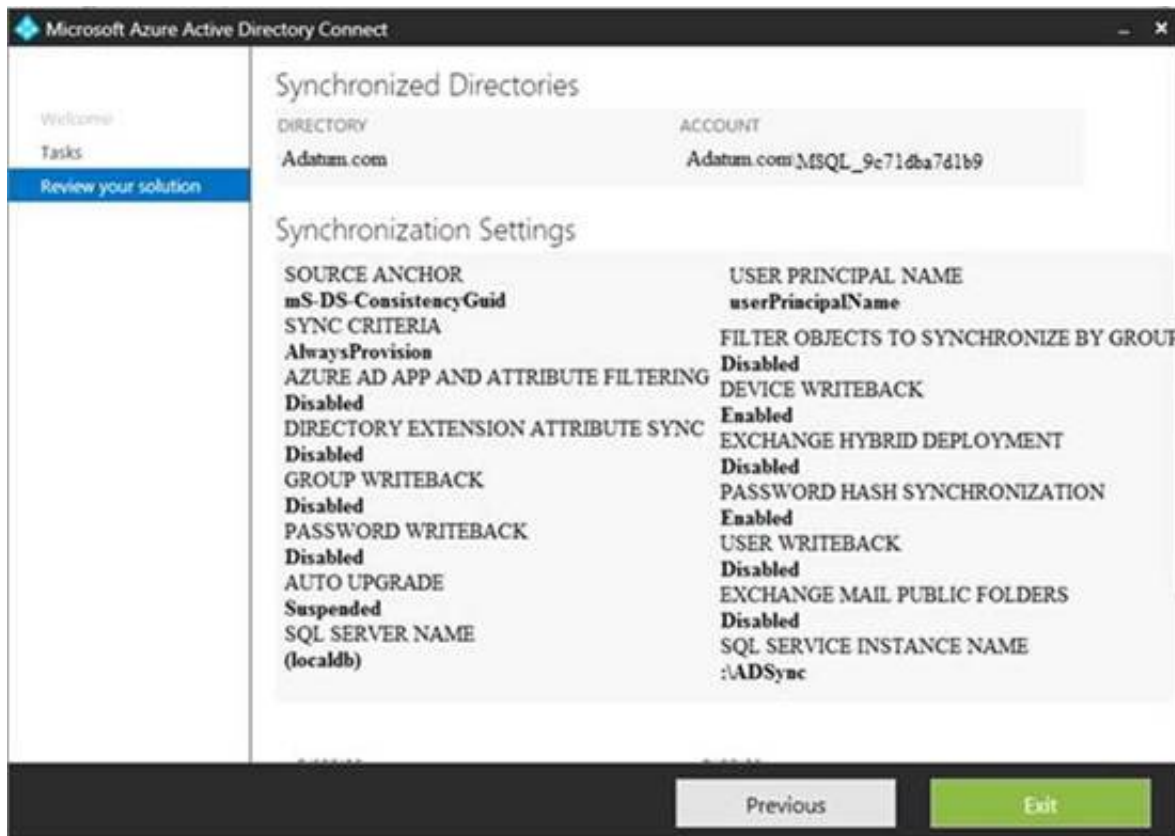 Microsoft Azure Active Directory Connect
Welcome
Tasks
Review your solution
Synchronized Directories
DIRECTORY
ACCOUNT
Adatum.com
Adatum.com\MSQL_9c71dba7d1b9
Synchronization Settings
SOURCE ANCHOR
mS-DS-ConsistencyGuid
SYNC CRITERIA
AlwaysProvision
AZURE AD APP AND ATTRIBUTE FILTERING
Disabled
DIRECTORY EXTENSION ATTRIBUTE SYNC
Disabled
GROUP WRITEBACK
Disabled
PASSWORD WRITEBACK
Disabled
AUTO UPGRADE
Suspended
SQL SERVER NAME
(localdb)
USER PRINCIPAL NAME
userPrincipalName
FILTER OBJECTS TO SYNCHRONIZE BY GROUP
Disabled
DEVICE WRITEBACK
Enabled
EXCHANGE HYBRID DEPLOYMENT
Disabled
PASSWORD HASH SYNCHRONIZATION
Enabled
USER WRITEBACK
Disabled
EXCHANGE MAIL PUBLIC FOLDERS
Disabled
SQL SERVICE INSTANCE NAME
:\ADSync
Previous
Exit